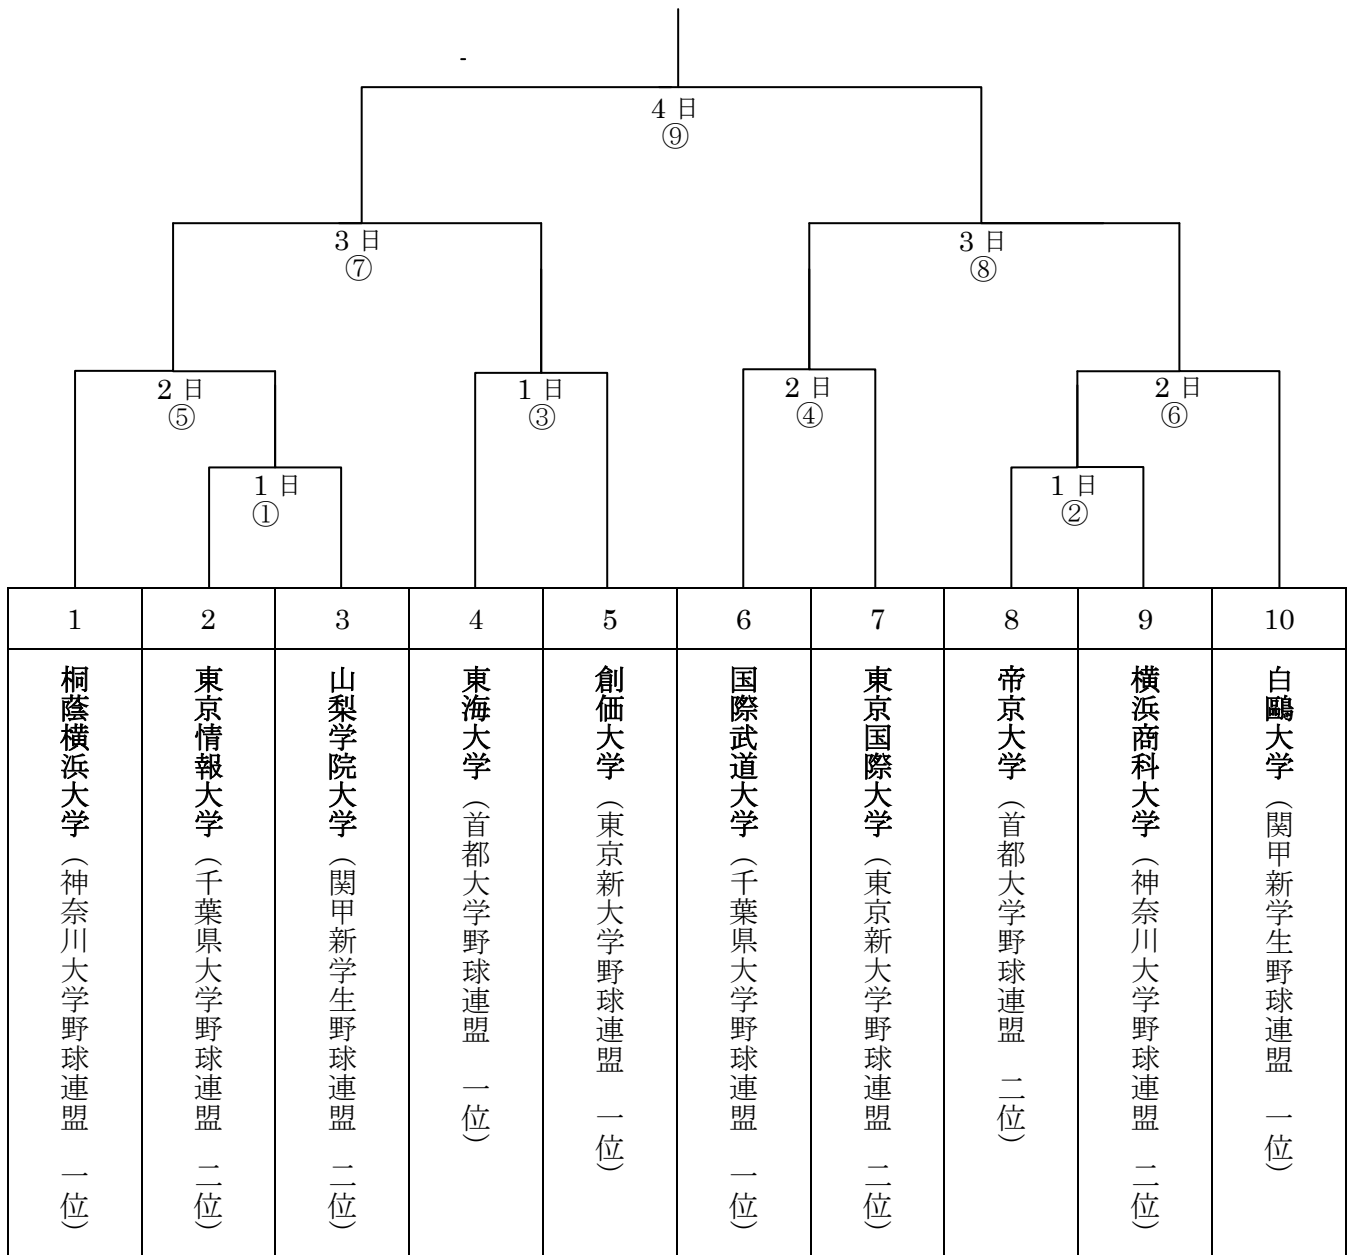 -
4 日
⑨
3 日
⑦
3 日
⑧
2 日
⑤
1 日
③
2 日
④
2 日
⑥
1 日
①
1 日
②
1
2
3
4
5
6
7
8
9
10
桐蔭横浜大学（神奈川大学野球連盟　一位）
東京情報大学（千葉県大学野球連盟　二位）
山梨学院大学（関甲新学生野球連盟　二位）
東海大学（首都大学野球連盟　一位）
創価大学（東京新大学野球連盟　一位）
国際武道大学（千葉県大学野球連盟　一位）
東京国際大学（東京新大学野球連盟　二位）
帝京大学（首都大学野球連盟　二位）
横浜商科大学（神奈川大学野球連盟　二位）
白鷗大学（関甲新学生野球連盟　一位）